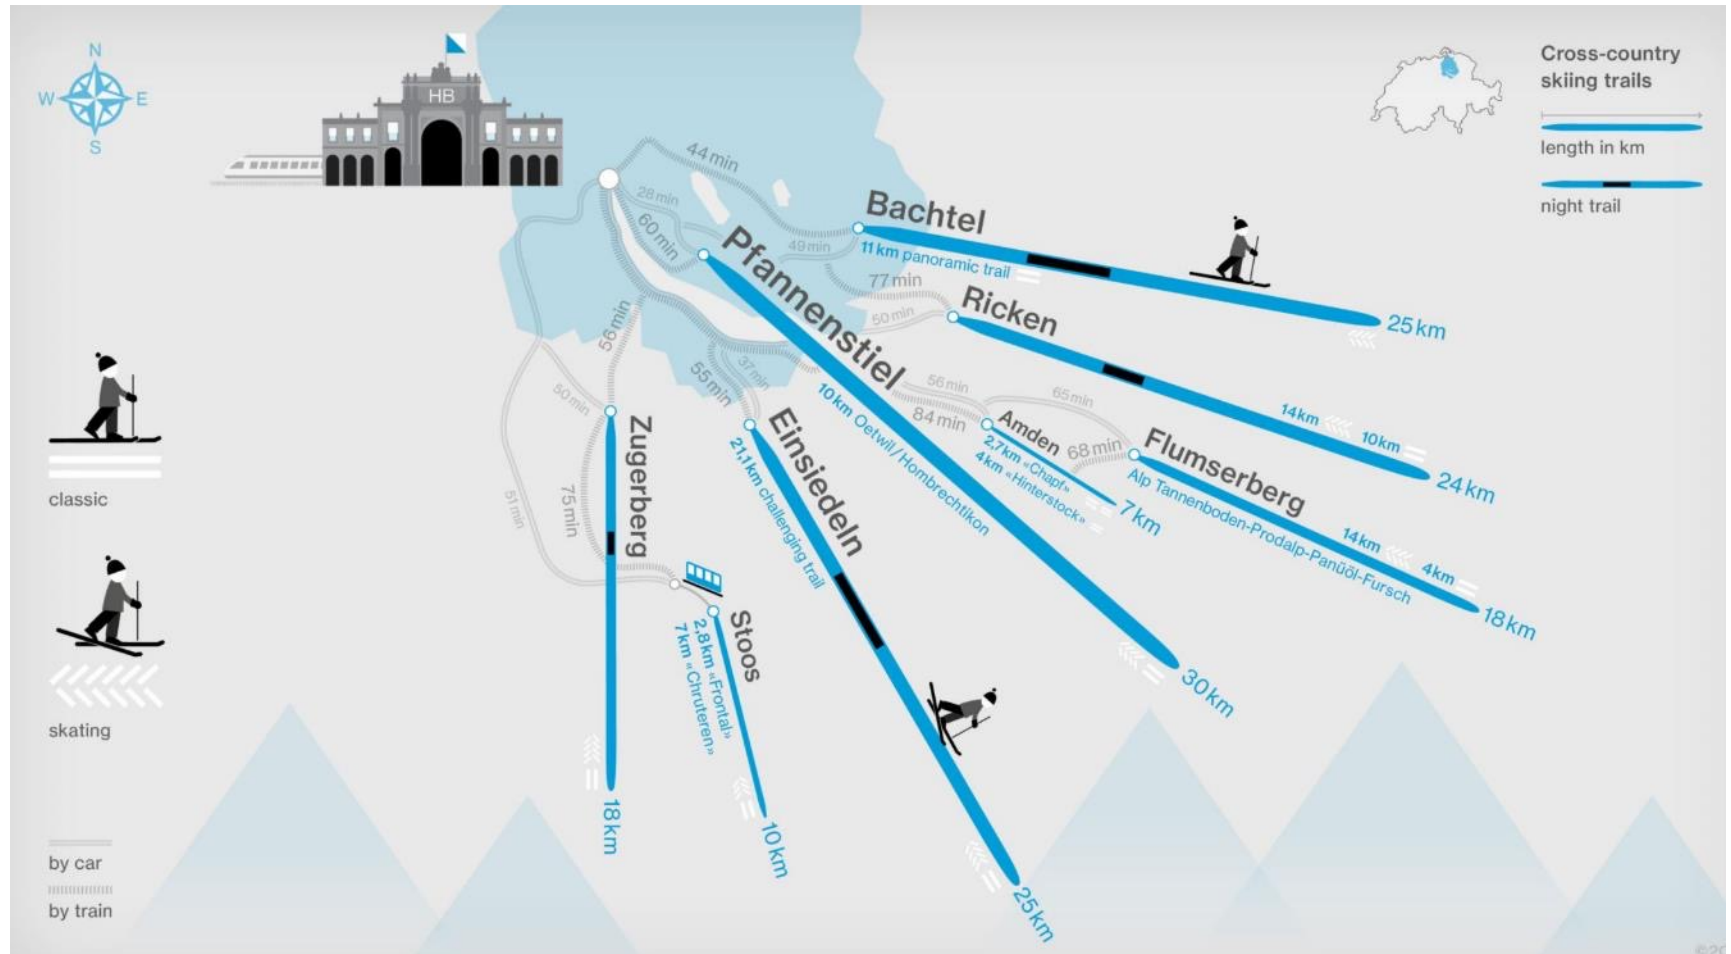 N
W E
S
HB
Cross-country
skiing trails
length in km
night trail
classic
skating
by car
by train
44 min
28 min
60 min
49 min
77 min
50 min
56 min
50 min
75 min
51 min
55 min
37 min
56 min
84 min
65 min
68 min
Bachtel
11 km panoramic trail
25 km
Ricken
14 km
10 km
24 km
Pfannenstiel
10 km Oetwil/Hombrechtikon
30 km
Amden
2,7 km «Chapf»
4 km «Hinterstock»
7 km
Flumserberg
Alp Tannenboden-Prodalp-Panüöl-Fursch
14 km
4 km
18 km
Einsiedeln
21,1 km challenging trail
25 km
Zugerberg
18 km
Stoos
2,8 km «Frontal»
7 km «Chruteren»
10 km